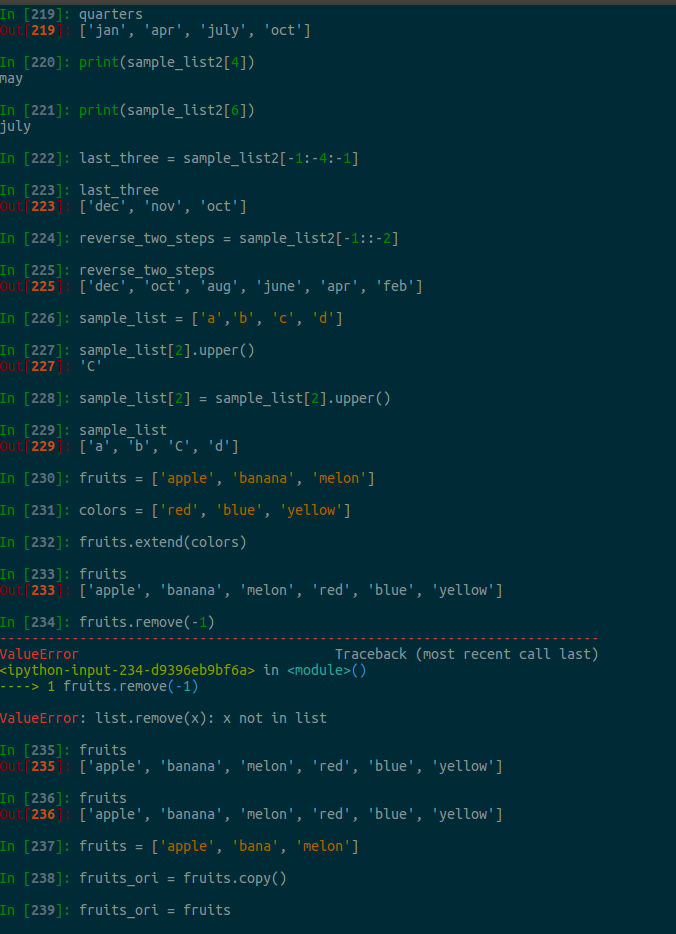 In [219]: quarters
Out[219]: ['jan', 'apr', 'july', 'oct']
In [220]: print(sample_list2[4])
may
In [221]: print(sample_list2[6])
july
In [222]: last_three = sample_list2[-1:-4:-1]
In [223]: last_three
Out[223]: ['dec', 'nov', 'oct']
In [224]: reverse_two_steps = sample_list2[-1::-2]
In [225]: reverse_two_steps
Out[225]: ['dec', 'oct', 'aug', 'june', 'apr', 'feb']
In [226]: sample_list = ['a','b', 'c', 'd']
In [227]: sample_list[2].upper()
Out[227]: 'C'
In [228]: sample_list[2] = sample_list[2].upper()
In [229]: sample_list
Out[229]: ['a', 'b', 'C', 'd']
In [230]: fruits = ['apple', 'banana', 'melon']
In [231]: colors = ['red', 'blue', 'yellow']
In [232]: fruits.extend(colors)
In [233]: fruits
Out[233]: ['apple', 'banana', 'melon', 'red', 'blue', 'yellow']
In [234]: fruits.remove(-1)
---------------------------------------------------------------------------
ValueError                                Traceback (most recent call last)
<ipython-input-234-d9396eb9bf6a> in <module>()
----> 1 fruits.remove(-1)
ValueError: list.remove(x): x not in list
In [235]: fruits
Out[235]: ['apple', 'banana', 'melon', 'red', 'blue', 'yellow']
In [236]: fruits
Out[236]: ['apple', 'banana', 'melon', 'red', 'blue', 'yellow']
In [237]: fruits = ['apple', 'bana', 'melon']
In [238]: fruits_ori = fruits.copy()
In [239]: fruits_ori = fruits